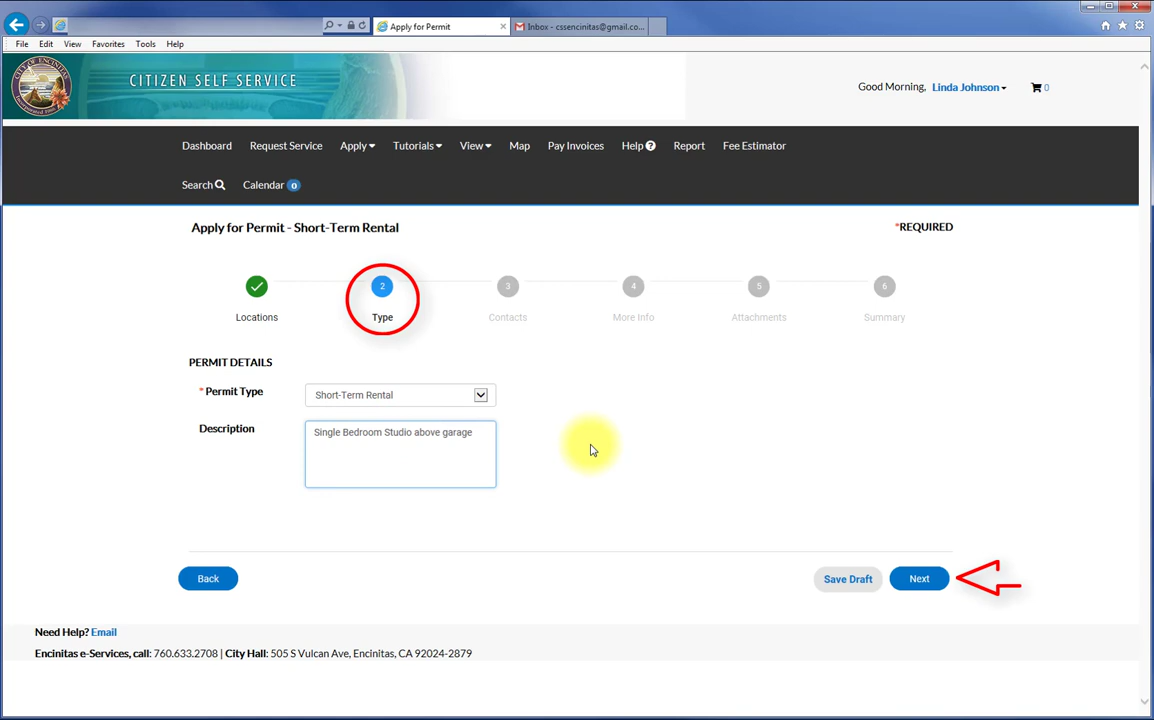 Apply for Permit
Inbox - cssencinitas@gmail.co...
File Edit View Favorites Tools Help
CITY OF ENCINITAS
CITIZEN SELF SERVICE
Good Morning, Linda Johnson 0
Dashboard Request Service Apply Tutorials View Map Pay Invoices Help Report Fee Estimator
Search Calendar 0
Apply for Permit - Short-Term Rental
*REQUIRED
2 3 4 5 6
Locations Type Contacts More Info Attachments Summary
PERMIT DETAILS
* Permit Type Short-Term Rental
Description Single Bedroom Studio above garage
Back Save Draft Next
Need Help? Email
Encinitas e-Services, call: 760.633.2708 | City Hall: 505 S Vulcan Ave, Encinitas, CA 92024-2879